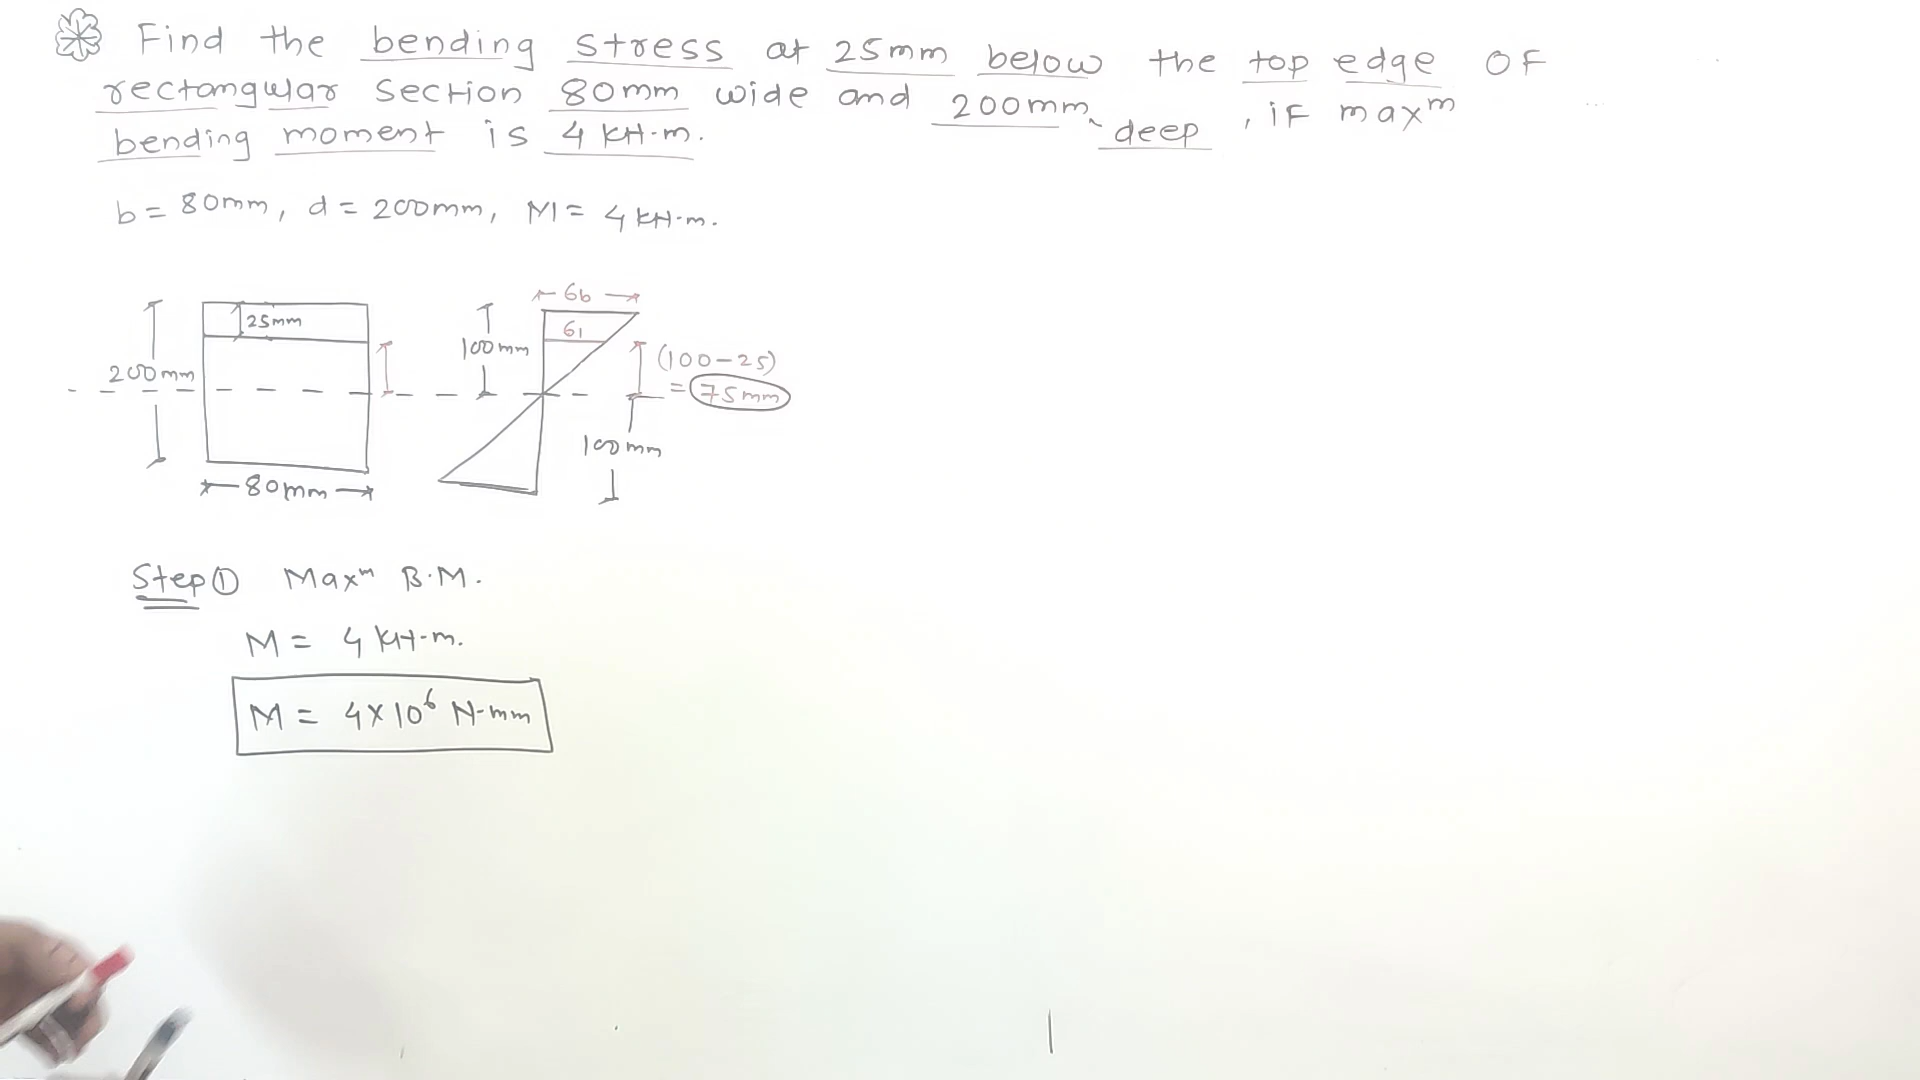 Find the bending stress at 25mm below the top edge OF
rectangular section 80mm wide and 200mm deep, iF maxᵐ
bending moment is 4 kN-m.
b = 80mm, d = 200mm, M = 4 kN-m.
25mm
200mm
80mm
σb
σ1
100mm
(100-25)
= 75mm
100mm
Step ① Maxᵐ B.M.
M = 4 kN-m.
M = 4×10⁶ N-mm